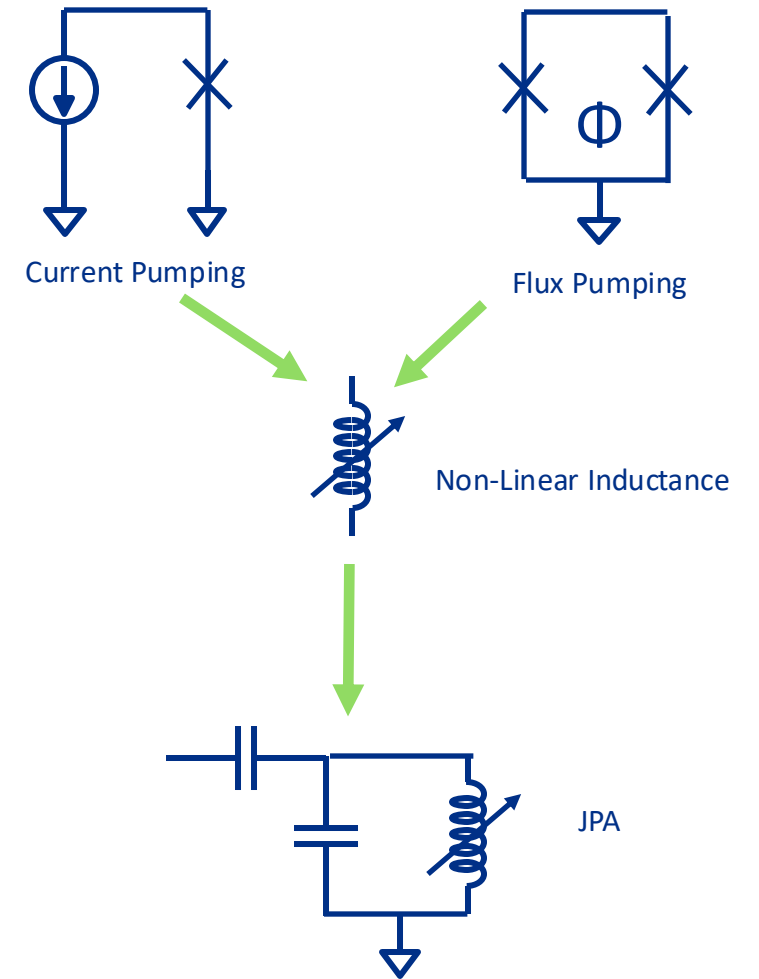 Φ
Current Pumping
Flux Pumping
Non-Linear Inductance
JPA